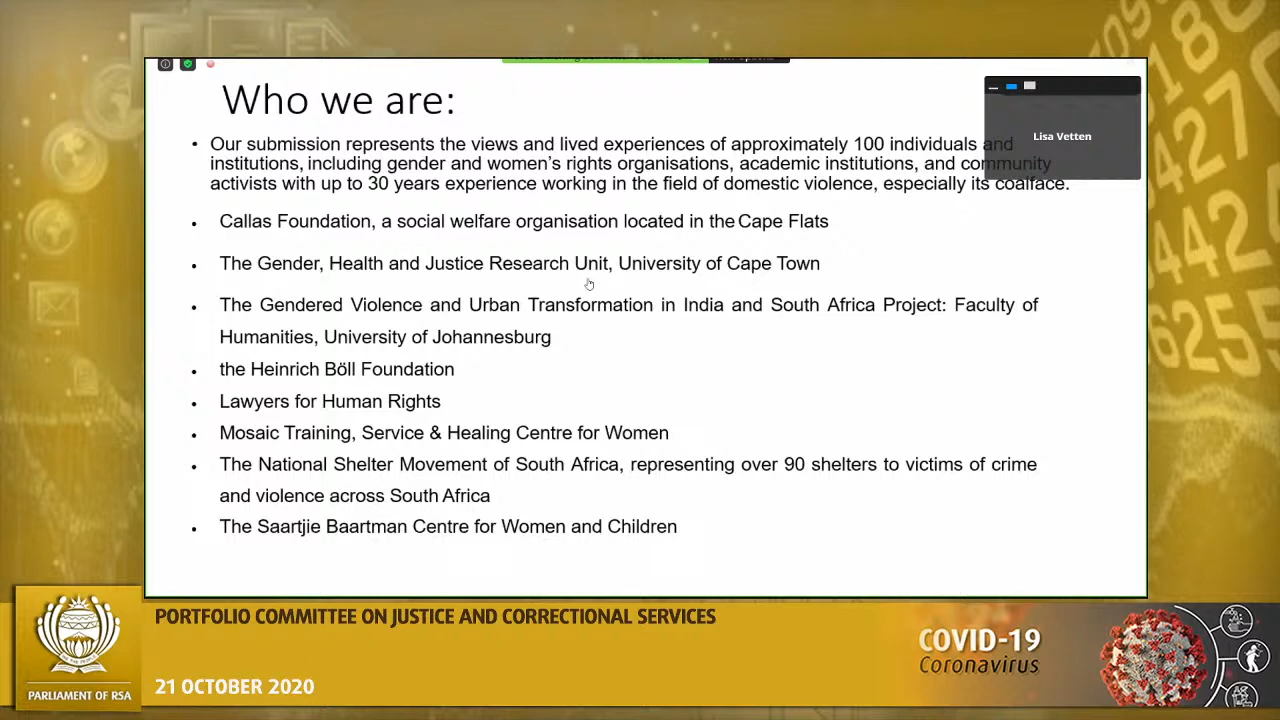 Who we are:
Lisa Vetten
• Our submission represents the views and lived experiences of approximately 100 individuals and
institutions, including gender and women's rights organisations, academic institutions, and community
activists with up to 30 years experience working in the field of domestic violence, especially its coalface.
• Callas Foundation, a social welfare organisation located in the Cape Flats
• The Gender, Health and Justice Research Unit, University of Cape Town
• The Gendered Violence and Urban Transformation in India and South Africa Project: Faculty of
Humanities, University of Johannesburg
• the Heinrich Böll Foundation
• Lawyers for Human Rights
• Mosaic Training, Service & Healing Centre for Women
• The National Shelter Movement of South Africa, representing over 90 shelters to victims of crime
and violence across South Africa
• The Saartjie Baartman Centre for Women and Children
PORTFOLIO COMMITTEE ON JUSTICE AND CORRECTIONAL SERVICES
21 OCTOBER 2020
PARLIAMENT OF RSA
COVID-19
Coronavirus